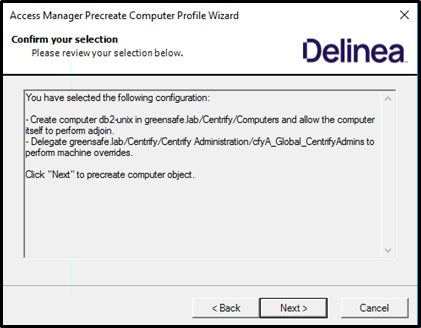 Access Manager Precreate Computer Profile Wizard
Confirm your selection
Please review your selection below.
Delinea
You have selected the following configuration:
- Create computer db2-unix in greensafe.lab/Centrify/Computers and allow the computer
itself to perform adjoin.
- Delegate greensafe.lab/Centrify/Centrify Administration/cfyA_Global_CentrifyAdmins to
perform machine overrides.
Click "Next" to precreate computer object.
< Back
Next >
Cancel